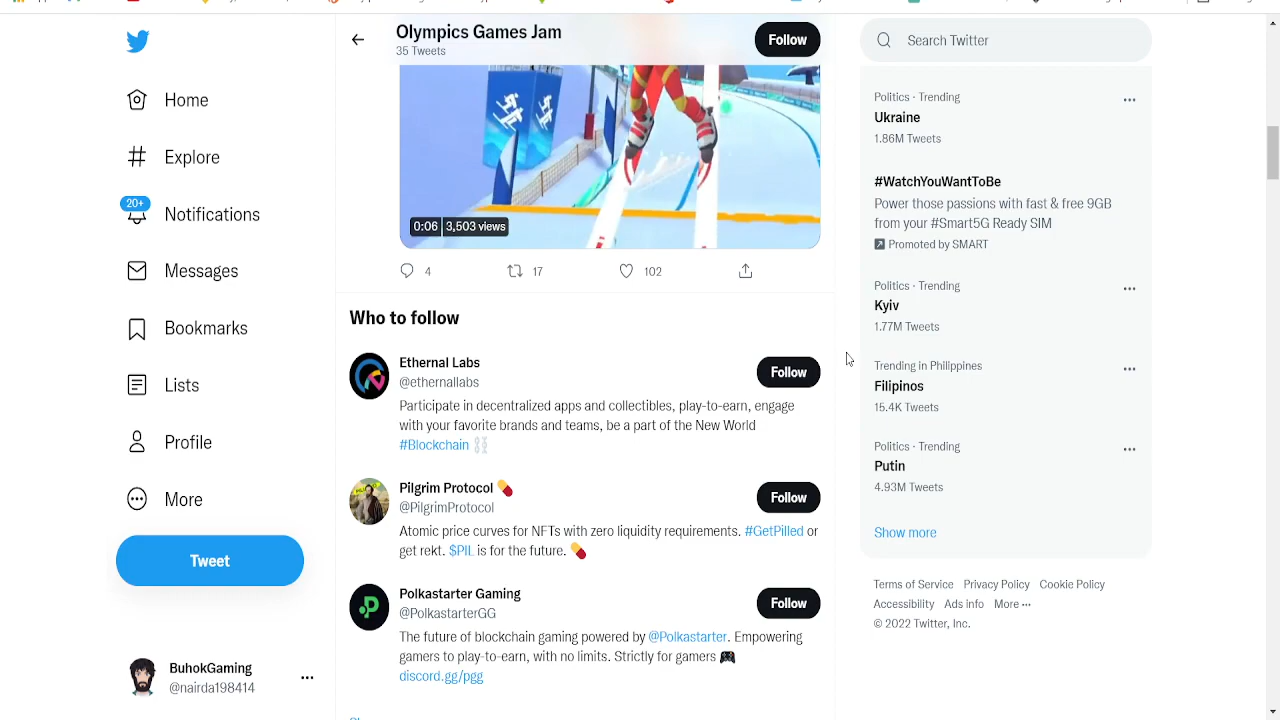 Home
Explore
20+
Notifications
Messages
Bookmarks
Lists
Profile
More
Tweet
BuhokGaming
@nairda198414
Olympics Games Jam
35 Tweets
Follow
0:06 3,503 views
4 17 102
Who to follow
Ethernal Labs
@ethernallabs
Follow
Participate in decentralized apps and collectibles, play-to-earn, engage
with your favorite brands and teams, be a part of the New World
#Blockchain
Pilgrim Protocol
@PilgrimProtocol
Follow
Atomic price curves for NFTs with zero liquidity requirements. #GetPilled or
get rekt. $PIL is for the future.
Polkastarter Gaming
@PolkastarterGG
Follow
The future of blockchain gaming powered by @Polkastarter. Empowering
gamers to play-to-earn, with no limits. Strictly for gamers
discord.gg/pgg
Search Twitter
Politics · Trending
Ukraine
1.86M Tweets
#WatchYouWantToBe
Power those passions with fast & free 9GB
from your #Smart5G Ready SIM
Promoted by SMART
Politics · Trending
Kyiv
1.77M Tweets
Trending in Philippines
Filipinos
15.4K Tweets
Politics · Trending
Putin
4.93M Tweets
Show more
Terms of Service Privacy Policy Cookie Policy
Accessibility Ads info More ···
© 2022 Twitter, Inc.